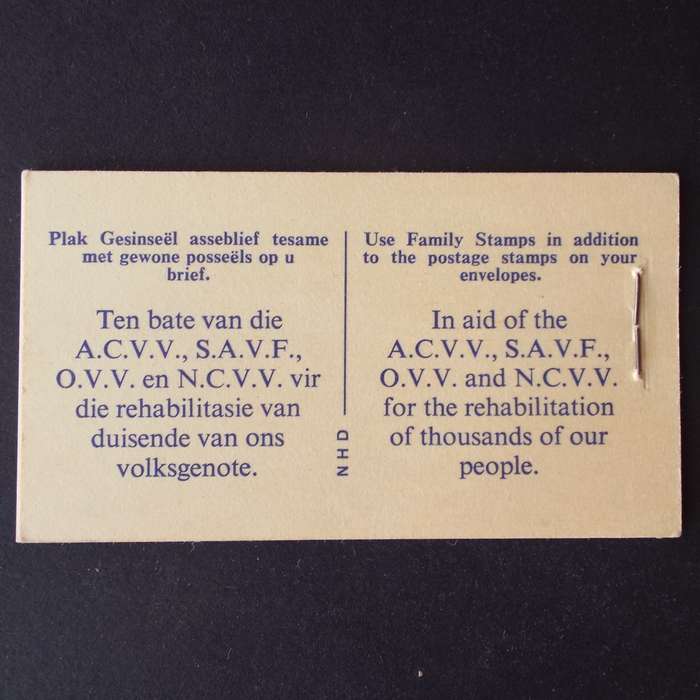 Plak Gesinseël asseblief tesame
met gewone posseëls op u
brief.
Ten bate van die
A.C.V.V., S.A.V.F.,
O.V.V. en N.C.V.V. vir
die rehabilitasie van
duisende van ons
volksgenote.
NHD
Use Family Stamps in addition
to the postage stamps on your
envelopes.
In aid of the
A.C.V.V., S.A.V.F.,
O.V.V. and N.C.V.V.
for the rehabilitation
of thousands of our
people.